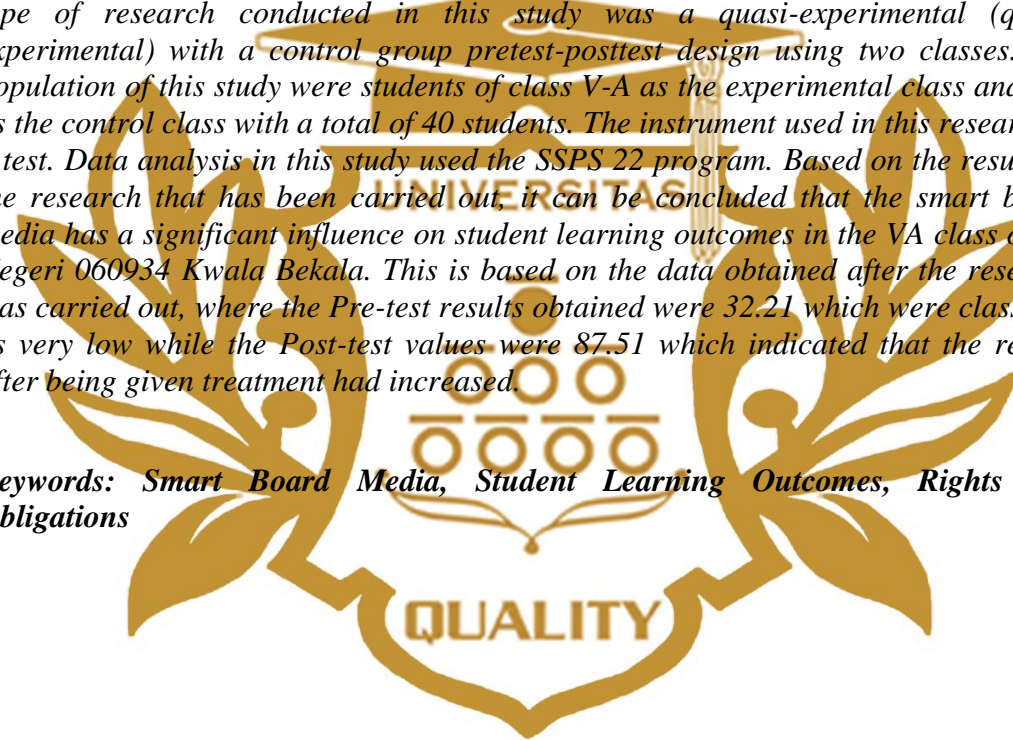 ype of research conducted in this study was a quasi-experimental (q
xperimental) with a control group pretest-posttest design using two classes.
opulation of this study were students of class V-A as the experimental class and
s the control class with a total of 40 students. The instrument used in this resear
test. Data analysis in this study used the SSPS 22 program. Based on the resu
he research that has been carried out, it can be concluded that the smart b
edia has a significant influence on student learning outcomes in the VA class o
egeri 060934 Kwala Bekala. This is based on the data obtained after the rese
as carried out, where the Pre-test results obtained were 32.21 which were class
s very low while the Post-test values were 87.51 which indicated that the re
fter being given treatment had increased.
eywords: Smart Board Media, Student Learning Outcomes, Rights
bligations
UNIVERSITAS
QUALITY